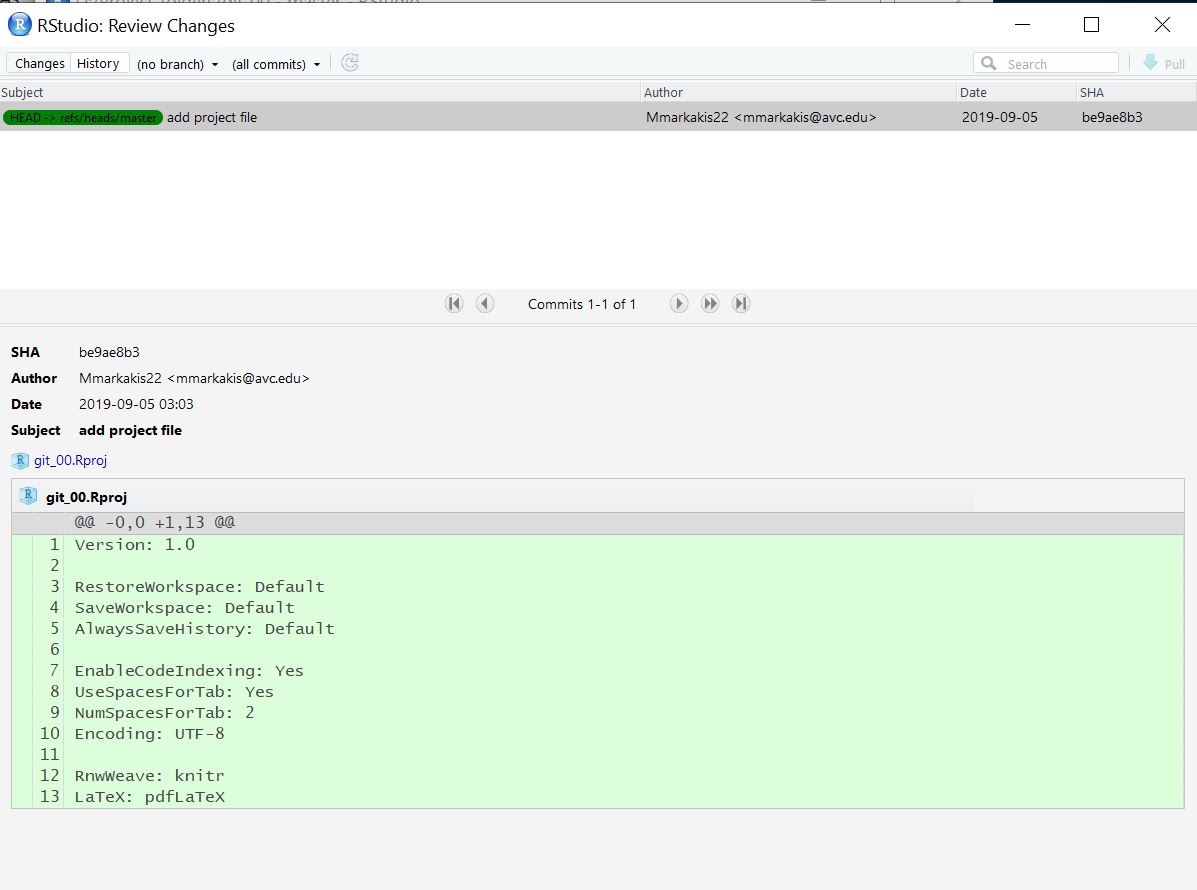 RStudio: Review Changes
Changes History (no branch) (all commits) Search Pull
Subject Author Date SHA
HEAD -> refs/heads/master add project file Mmarkakis22 <mmarkakis@avc.edu> 2019-09-05 be9ae8b3
Commits 1-1 of 1
SHA be9ae8b3
Author Mmarkakis22 <mmarkakis@avc.edu>
Date 2019-09-05 03:03
Subject add project file
git_00.Rproj
git_00.Rproj
@@ -0,0 +1,13 @@
1 Version: 1.0
2
3 RestoreWorkspace: Default
4 SaveWorkspace: Default
5 AlwaysSaveHistory: Default
6
7 EnableCodeIndexing: Yes
8 UseSpacesForTab: Yes
9 NumSpacesForTab: 2
10 Encoding: UTF-8
11
12 RnwWeave: knitr
13 LaTeX: pdfLaTeX